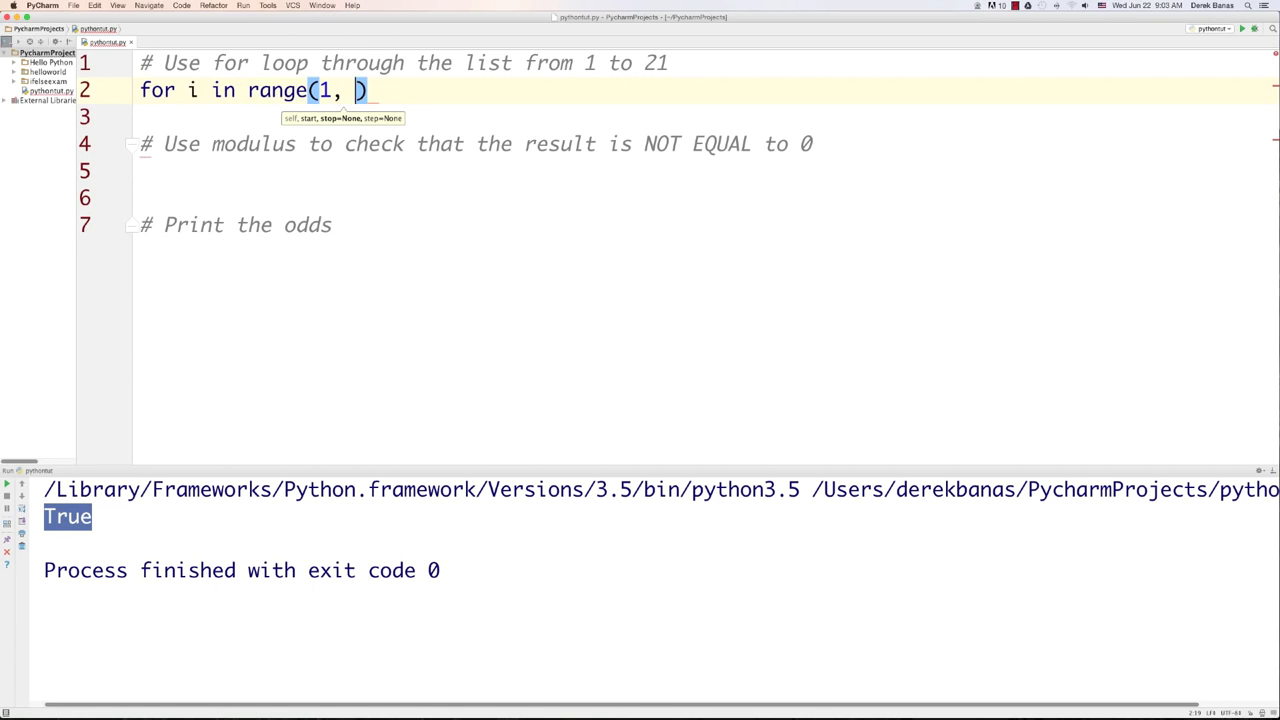 PyCharm File Edit View Navigate Code Refactor Run Tools VCS Window Help
10 Wed Jun 22 9:03 AM Derek Banas
pythontut.py - PycharmProjects - [~/PycharmProjects]
PycharmProjects pythontut.py
pythontut
pythontut.py
PycharmProject
Hello Python
helloworld
ifelseexam
pythontut.py
External Librarie
1 # Use for loop through the list from 1 to 21
2 for i in range(1, )
self, start, stop=None, step=None
3
4 # Use modulus to check that the result is NOT EQUAL to 0
5
6
7 # Print the odds
Run pythontut
/Library/Frameworks/Python.framework/Versions/3.5/bin/python3.5 /Users/derekbanas/PycharmProjects/pytho
True
Process finished with exit code 0
2:19 UTF-8